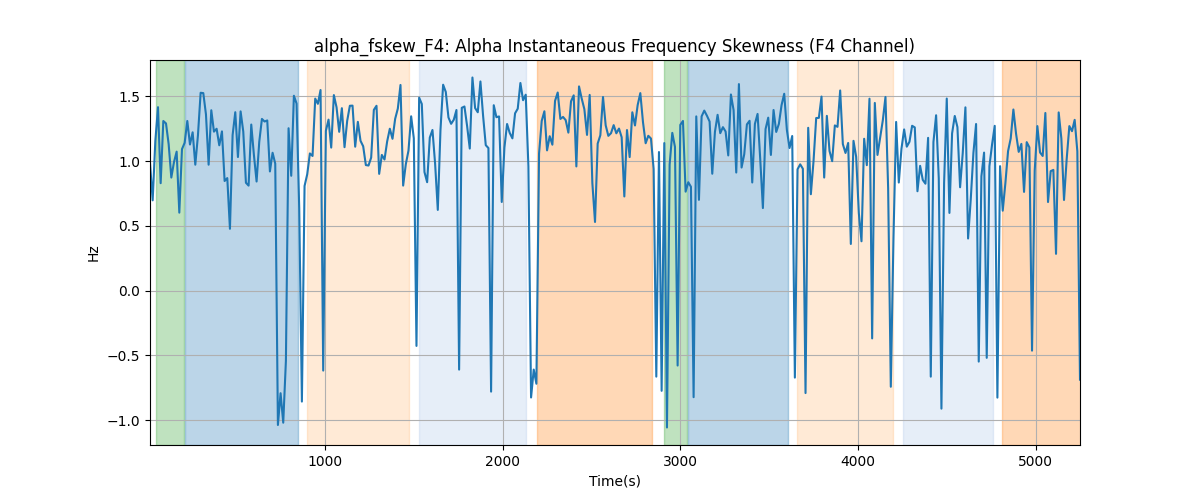 alpha_fskew_F4: Alpha Instantaneous Frequency Skewness (F4 Channel)
1.5
1.0
0.5
0.0
−0.5
−1.0
Hz
1000 2000 3000 4000 5000
Time(s)